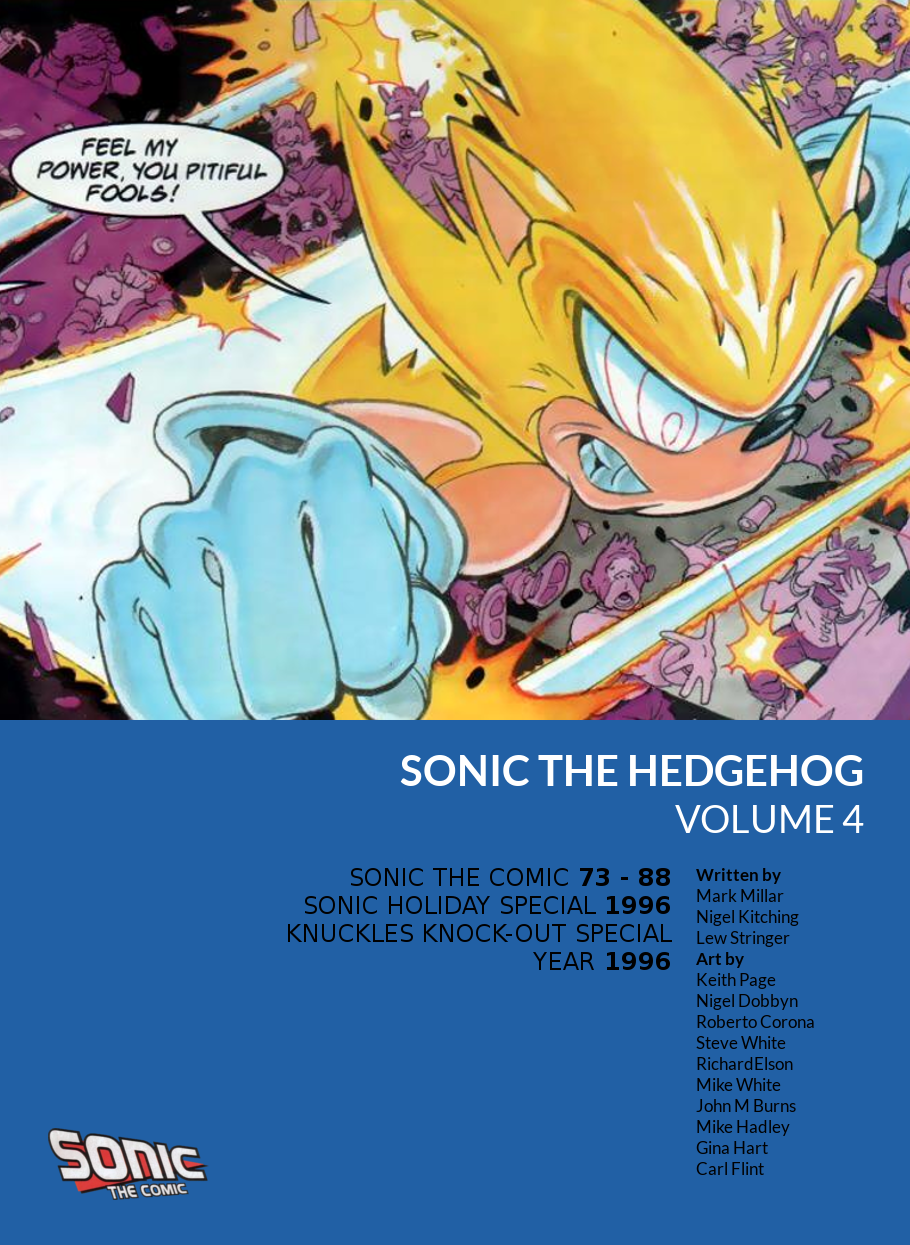 FEEL MY
POWER, YOU PITIFUL
FOOLS!
SONIC THE HEDGEHOG
VOLUME 4
SONIC THE COMIC 73 - 88
SONIC HOLIDAY SPECIAL 1996
KNUCKLES KNOCK-OUT SPECIAL
YEAR 1996
Written by
Mark Millar
Nigel Kitching
Lew Stringer
Art by
Keith Page
Nigel Dobbyn
Roberto Corona
Steve White
RichardElson
Mike White
John M Burns
Mike Hadley
Gina Hart
Carl Flint
SONIC
THE COMIC